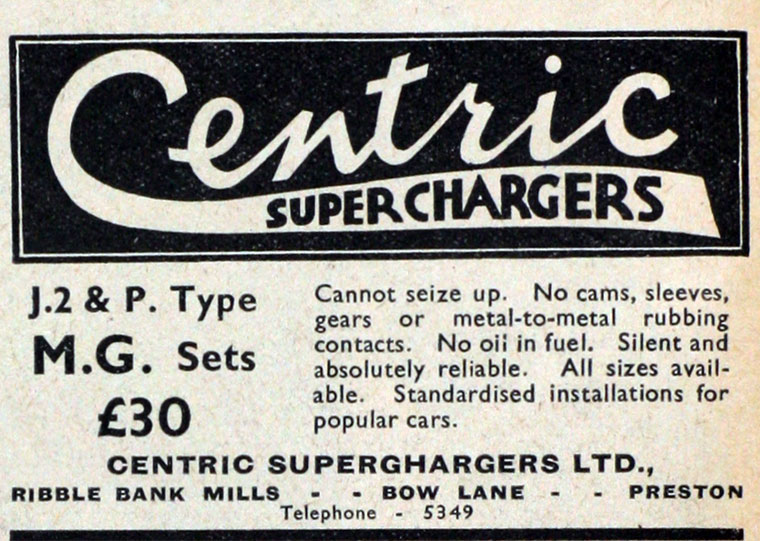 Centric
SUPERCHARGERS
J.2 & P. Type
M.G. Sets
£30
Cannot seize up. No cams, sleeves,
gears or metal-to-metal rubbing
contacts. No oil in fuel. Silent and
absolutely reliable. All sizes avail-
able. Standardised installations for
popular cars.
CENTRIC SUPERGHARGERS LTD.,
RIBBLE BANK MILLS - - BOW LANE - - PRESTON
Telephone - 5349